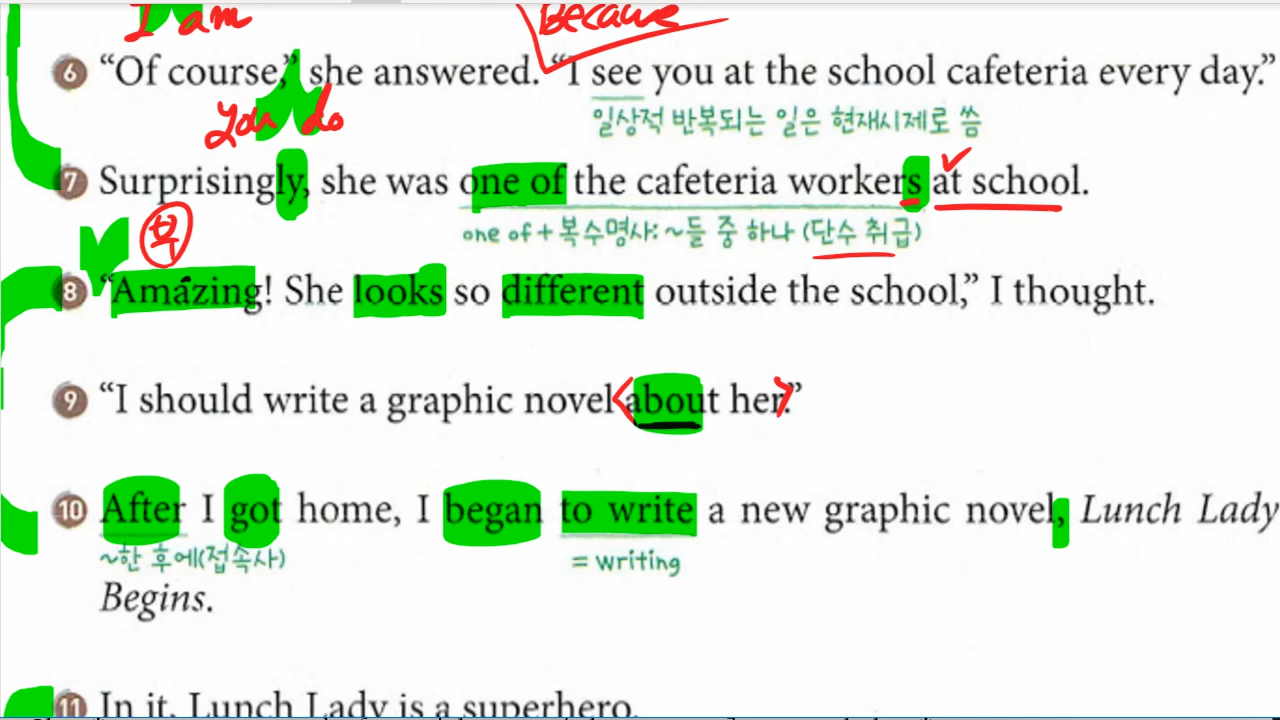 I am
Because
6 “Of course,” she answered. “I see you at the school cafeteria every day.”
you do
일상적 반복되는 일은 현재시제로 씀
7 Surprisingly, she was one of the cafeteria workers at school.
부
one of + 복수명사: ~들 중 하나 (단수 취급)
8 “Amazing! She looks so different outside the school,” I thought.
9 “I should write a graphic novel <about her>.”
10 After I got home, I began to write a new graphic novel, Lunch Lady
~한 후에(접속사)
= writing
Begins.
11 In it, Lunch Lady is a superhero.